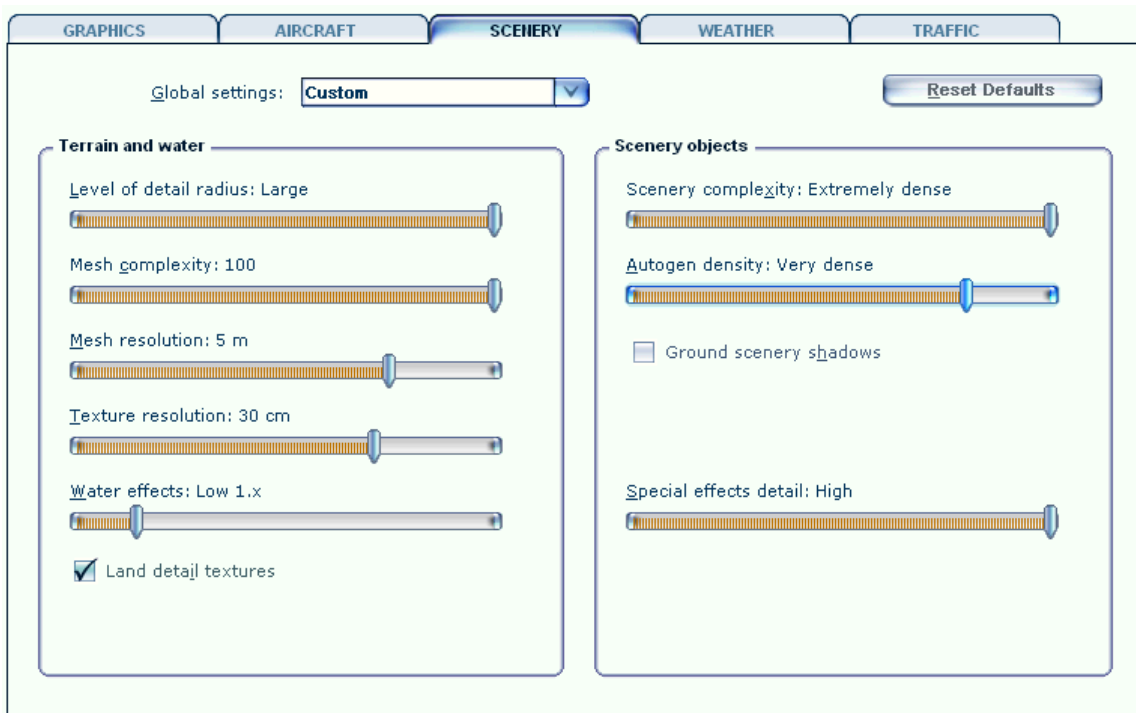 GRAPHICS AIRCRAFT SCENERY WEATHER TRAFFIC
Global settings: Custom Reset Defaults
Terrain and water
Level of detail radius: Large
Mesh complexity: 100
Mesh resolution: 5 m
Texture resolution: 30 cm
Water effects: Low 1.x
Land detail textures
Scenery objects
Scenery complexity: Extremely dense
Autogen density: Very dense
Ground scenery shadows
Special effects detail: High